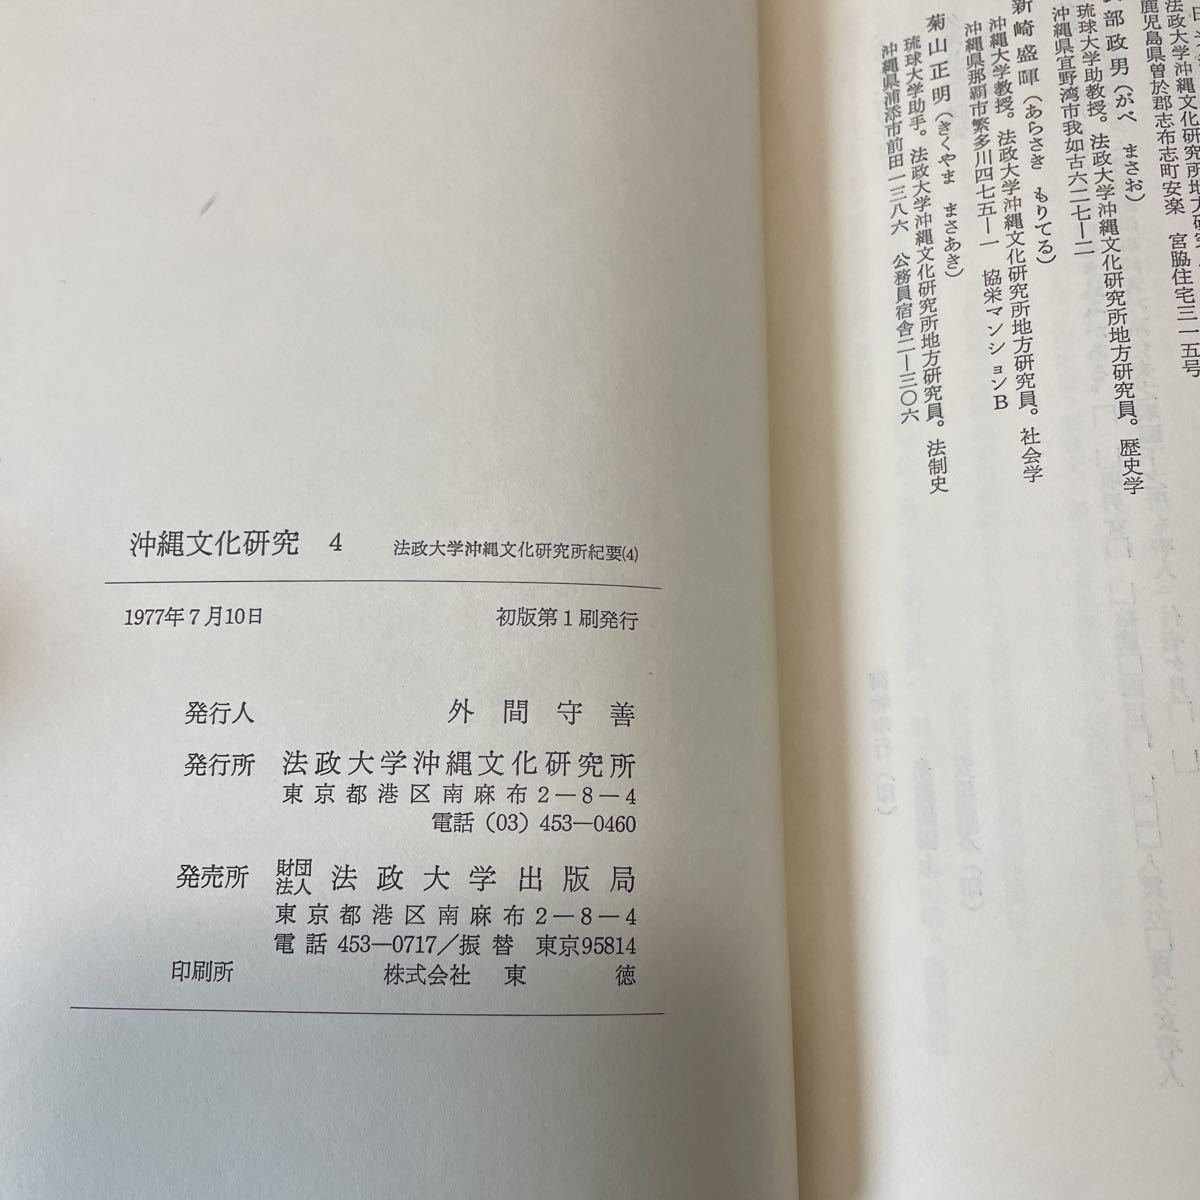 法政大学沖縄文化研究所地方研究
鹿児島県曽於郡志布志町安楽 宮脇住宅三一五号
部政男(がべ まさお)
琉球大学助教授。法政大学沖縄文化研究所地方研究員。歴史学
沖縄県宜野湾市我如古六二七―二
新崎盛暉(あらさき もりてる)
沖縄大学教授。法政大学沖縄文化研究所地方研究員。社会学
沖縄県那覇市繁多川四七五―一 協栄マンションB
菊山正明(きくやま まさあき)
琉球大学助手。法政大学沖縄文化研究所地方研究員。法制史
沖縄県浦添市前田一三八六 公務員宿舎二―三〇六
沖縄文化研究 4 法政大学沖縄文化研究所紀要(4)
1977年7月10日 初版第1刷発行
発行人 外間守善
発行所 法政大学沖縄文化研究所
東京都港区南麻布2―8―4
電話(03)453―0460
発売所 財団法人 法政大学出版局
東京都港区南麻布2―8―4
電話 453―0717/振替 東京95814
印刷所 株式会社 東徳